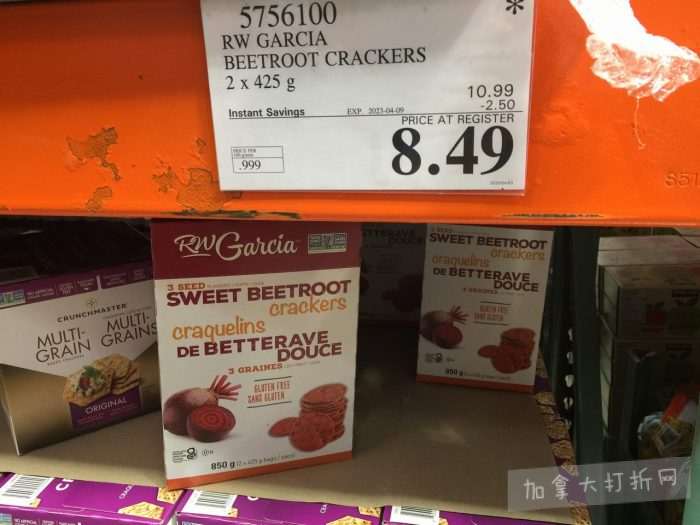 5756100 *
RW GARCIA
BEETROOT CRACKERS
2 x 425 g
10.99
-2.50
Instant Savings EXP. 2023-04-09
PRICE AT REGISTER
8.49
.999
RW Garcia
3 SEED
SWEET BEETROOT
crackers
craquelins
DE BETTERAVE
DOUCE
3 GRAINES
GLUTEN FREE
SANS GLUTEN
850 g
CRUNCHMASTER
MULTI-
GRAIN
ORIGINAL
MULTI-
GRAINS
DOUCE
SWEET BEETROOT
crackers
craquelins
DE BETTERAVE
DOUCE
3 GRAINES
GLUTEN FREE
SANS GLUTEN
850 g
加拿大打折网